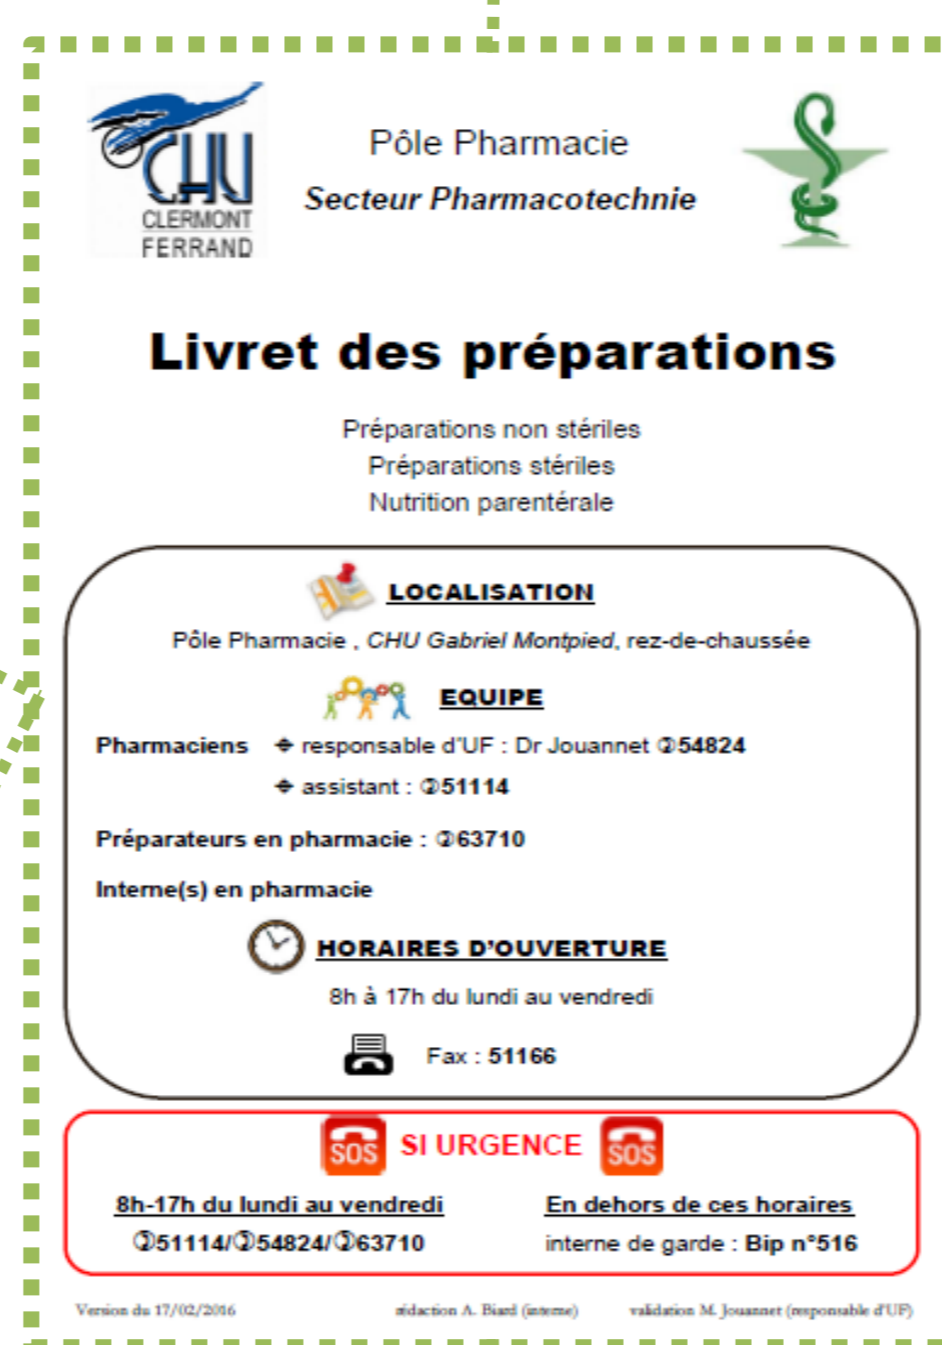 CHU
CLERMONT
FERRAND
Pôle Pharmacie
Secteur Pharmacotechnie
Livret des préparations
Préparations non stériles
Préparations stériles
Nutrition parentérale
LOCALISATION
Pôle Pharmacie , CHU Gabriel Montpied, rez-de-chaussée
EQUIPE
Pharmaciens ⌖ responsable d'UF : Dr Jouannet ✆54824
⌖ assistant : ✆51114
Préparateurs en pharmacie : ✆63710
Interne(s) en pharmacie
HORAIRES D'OUVERTURE
8h à 17h du lundi au vendredi
Fax : 51166
SOS SI URGENCE SOS
8h-17h du lundi au vendredi En dehors de ces horaires
✆51114/✆54824/✆63710 interne de garde : Bip n°516
Version du 17/02/2016 rédaction A. Biard (interne) validation M. Jouannet (responsable d'UF)